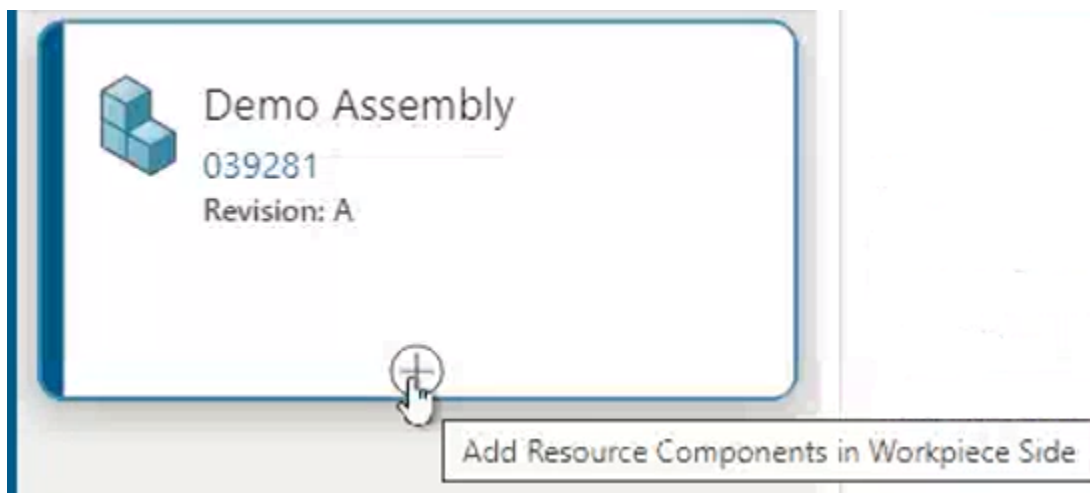 Demo Assembly
039281
Revision: A
Add Resource Components in Workpiece Side